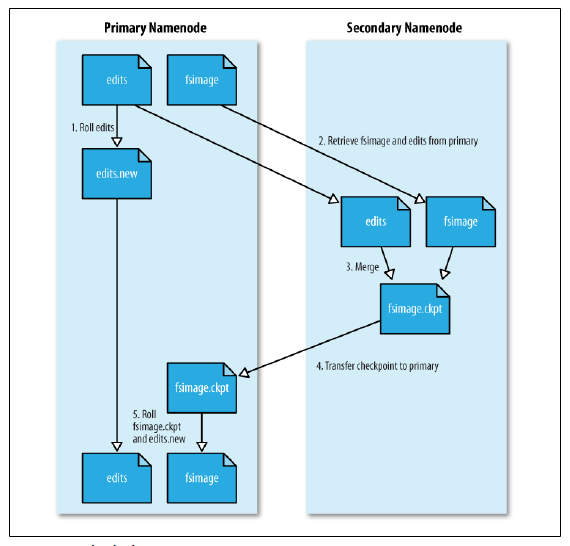 Primary Namenode
Secondary Namenode
edits
fsimage
1. Roll edits
2. Retrieve fsimage and edits from primary
edits.new
edits
fsimage
3. Merge
fsimage.ckpt
4. Transfer checkpoint to primary
fsimage.ckpt
5. Roll
fsimage.ckpt
and edits.new
edits
fsimage